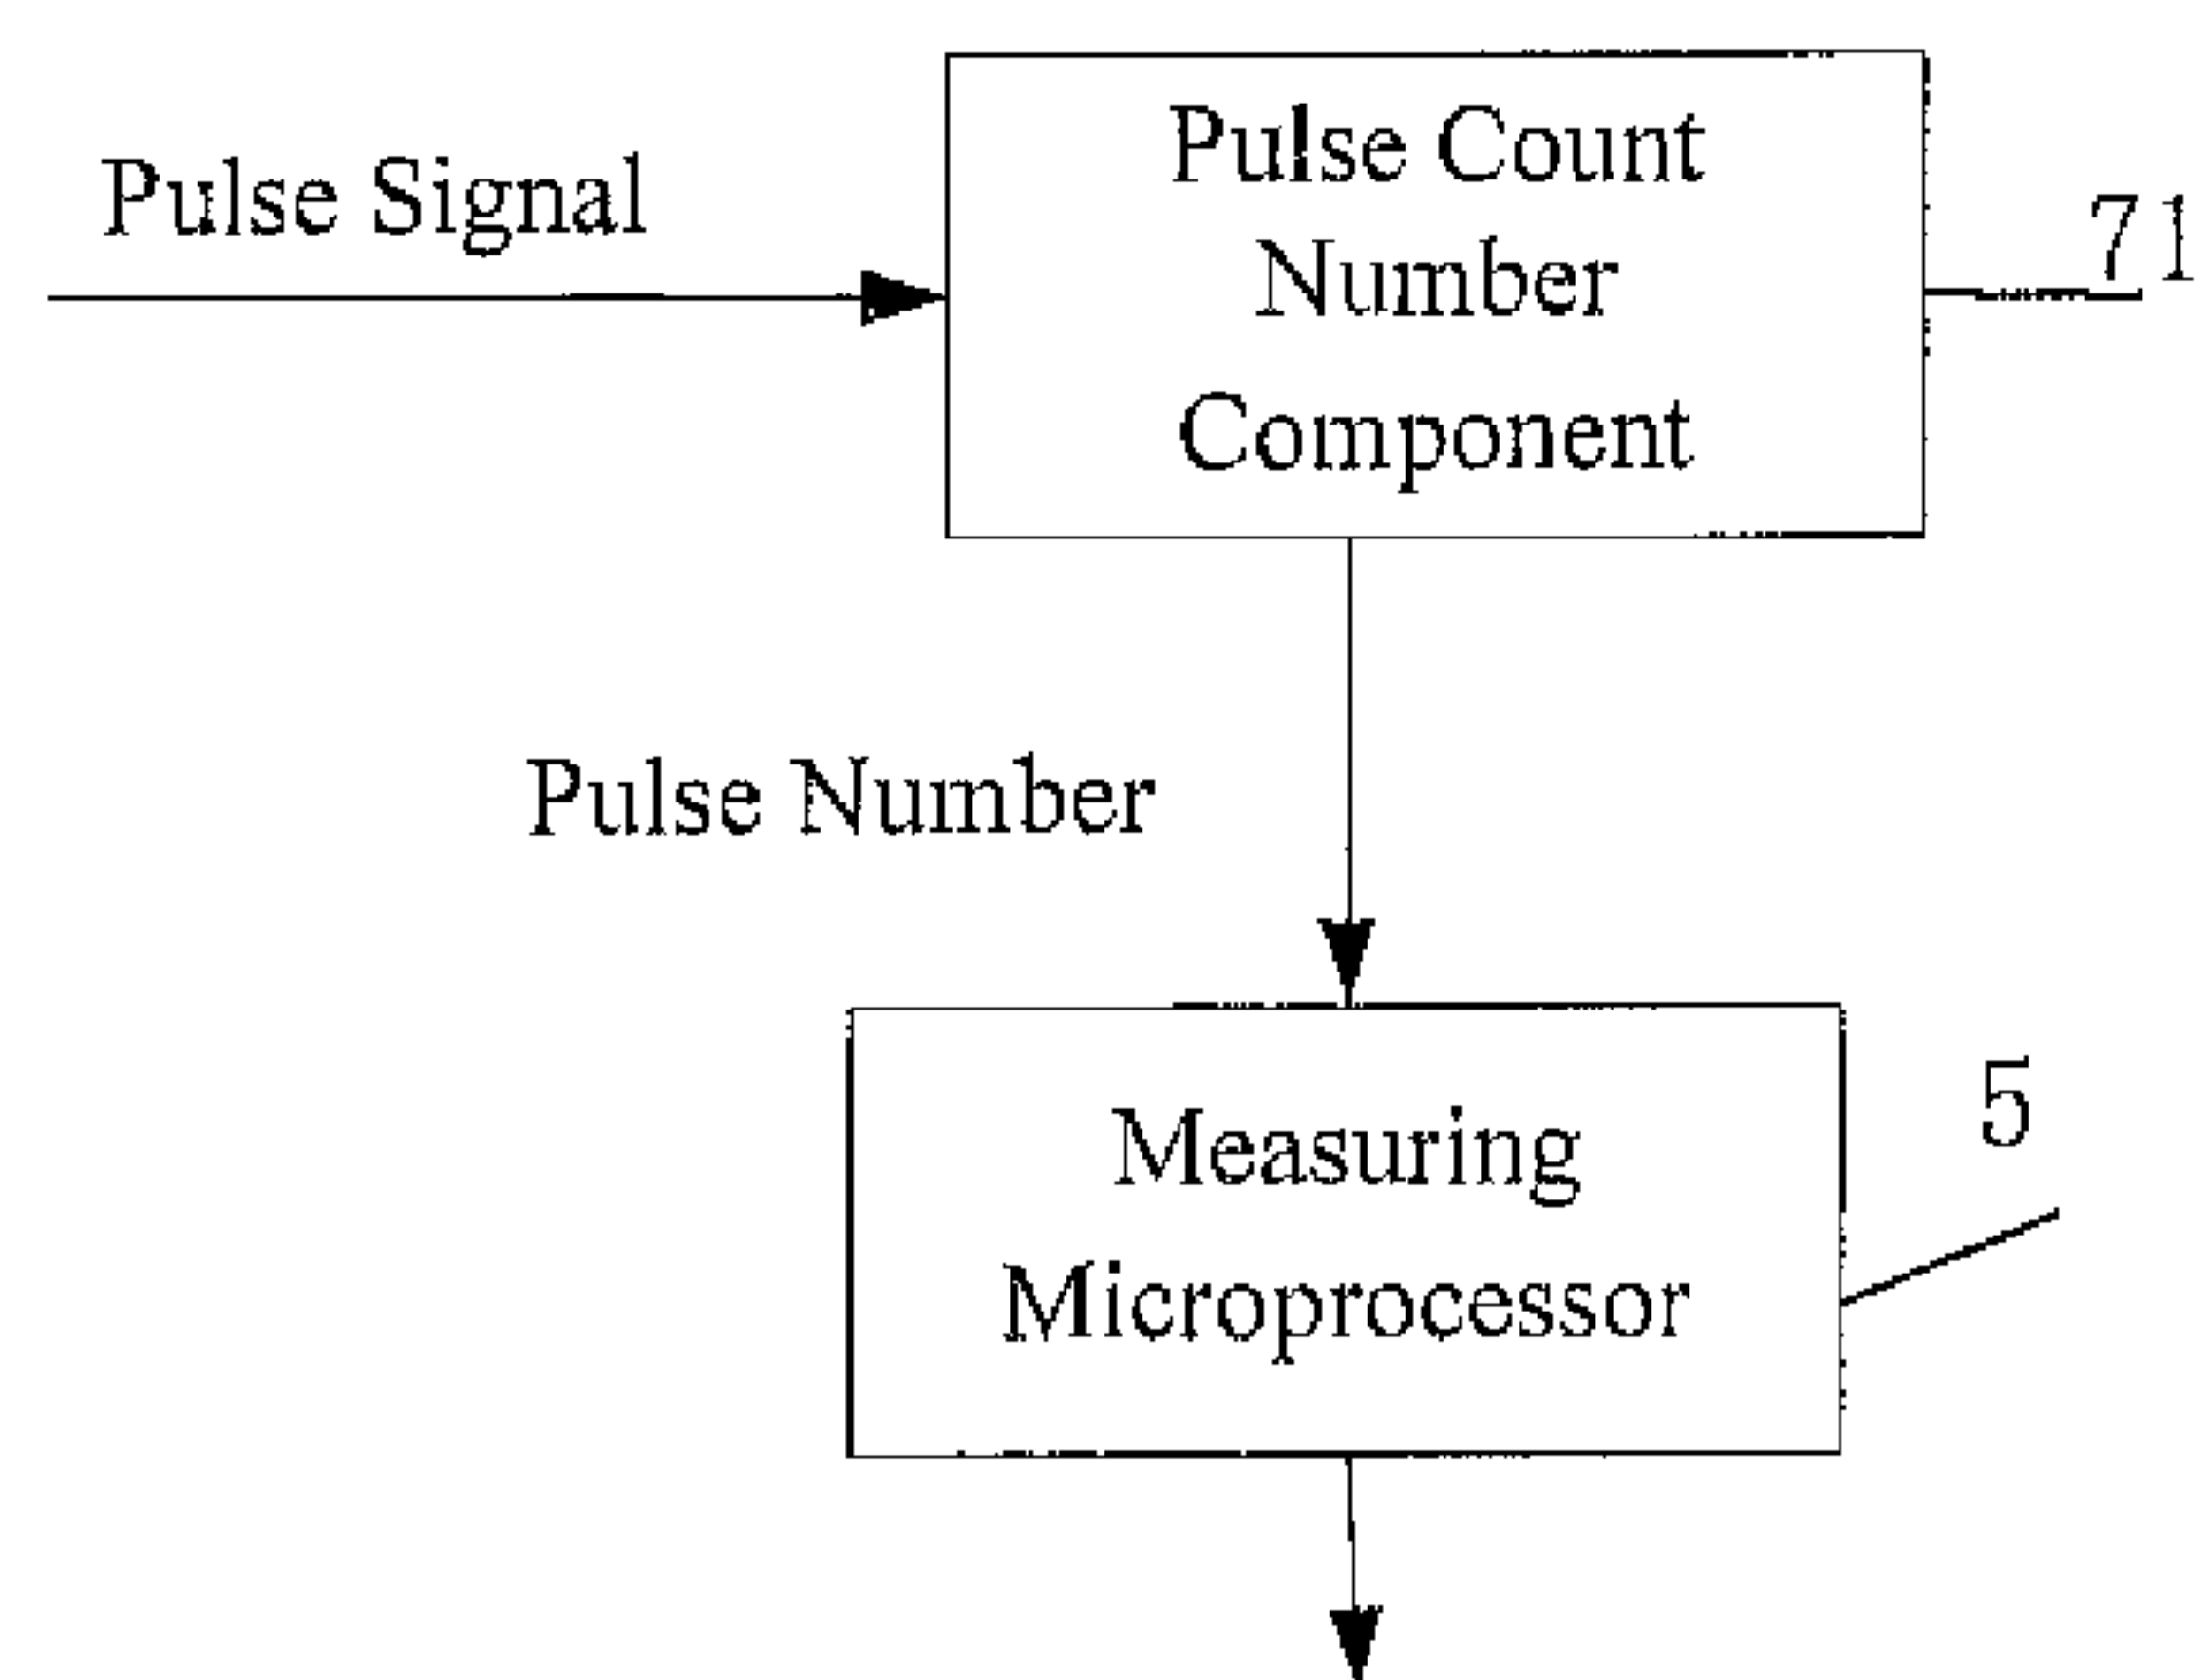 Pulse Signal
Pulse Count
Number
Component
71
Pulse Number
Measuring
Microprocessor
5